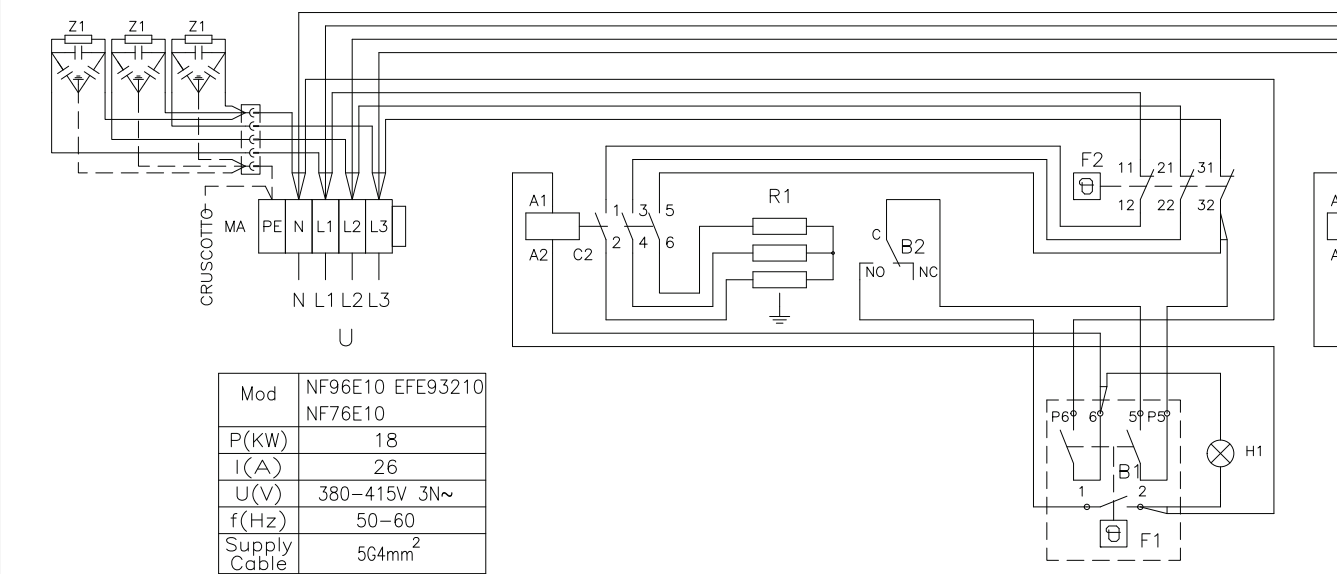 Z1 Z1 Z1
CRUSCOTTO
MA PE N L1 L2 L3
N L1 L2 L3
U
A1
A2 C2
1 3 5
2 4 6
R1
C B2
NO NC
F2 11 21 31
12 22 32
A
A
P6 6 5 P5
B1
1 2
F1
H1
Mod NF96E10 EFE93210
NF76E10
P(KW) 18
I(A) 26
U(V) 380-415V 3N~
f(Hz) 50-60
Supply
Cable 5G4mm²